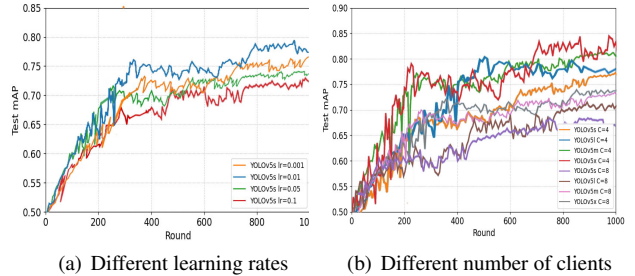 0.85
0.80
0.75
0.70
0.65
0.60
0.55
0.50
Test mAP
0 200 400 600 800
Round
YOLOv5s lr=0.001
YOLOv5s lr=0.01
YOLOv5s lr=0.05
YOLOv5s lr=0.1
(a) Different learning rates
0.90
0.85
0.80
0.75
0.70
0.65
0.60
0.55
0.50
Test mAP
0 200 400 600 800 1000
Round
YOLOv5s C=4
YOLOv5l C=4
YOLOv5m C=4
YOLOv5x C=4
YOLOv5s C=8
YOLOv5l C=8
YOLOv5m C=8
YOLOv5x C=8
(b) Different number of clients